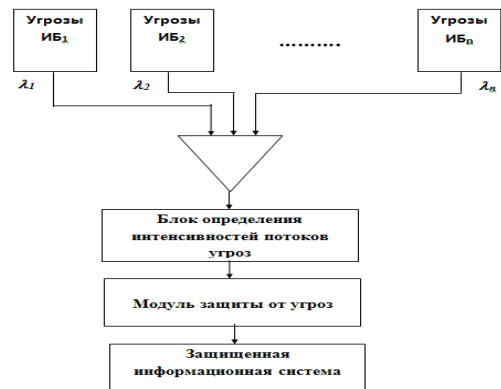 Угрозы
ИБ1
Угрозы
ИБ2
...........
Угрозы
ИБn
λ1
λ2
λn
Блок определения
интенсивностей потоков
угроз
Модуль защиты от угроз
Защищенная
информационная система